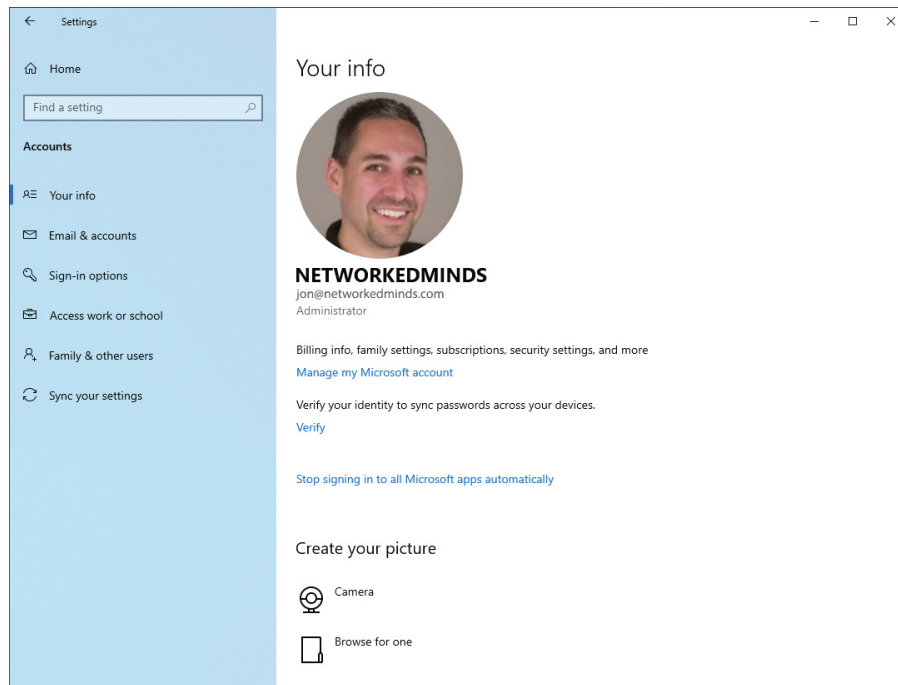 Settings
Home
Find a setting
Accounts
Your info
Email & accounts
Sign-in options
Access work or school
Family & other users
Sync your settings
Your info
NETWORKEDMINDS
jon@networkedminds.com
Administrator
Billing info, family settings, subscriptions, security settings, and more
Manage my Microsoft account
Verify your identity to sync passwords across your devices.
Verify
Stop signing in to all Microsoft apps automatically
Create your picture
Camera
Browse for one